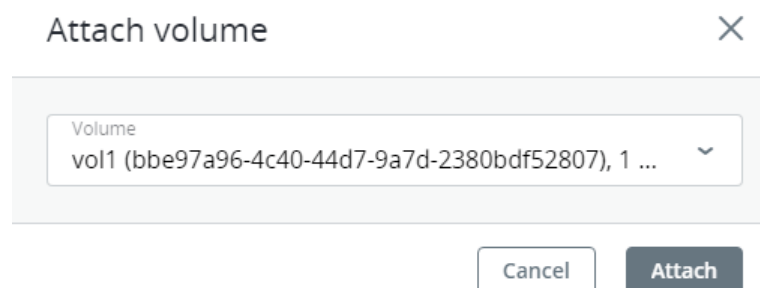 Attach volume
Volume
vol1 (bbe97a96-4c40-44d7-9a7d-2380bdf52807), 1 ...
Cancel
Attach